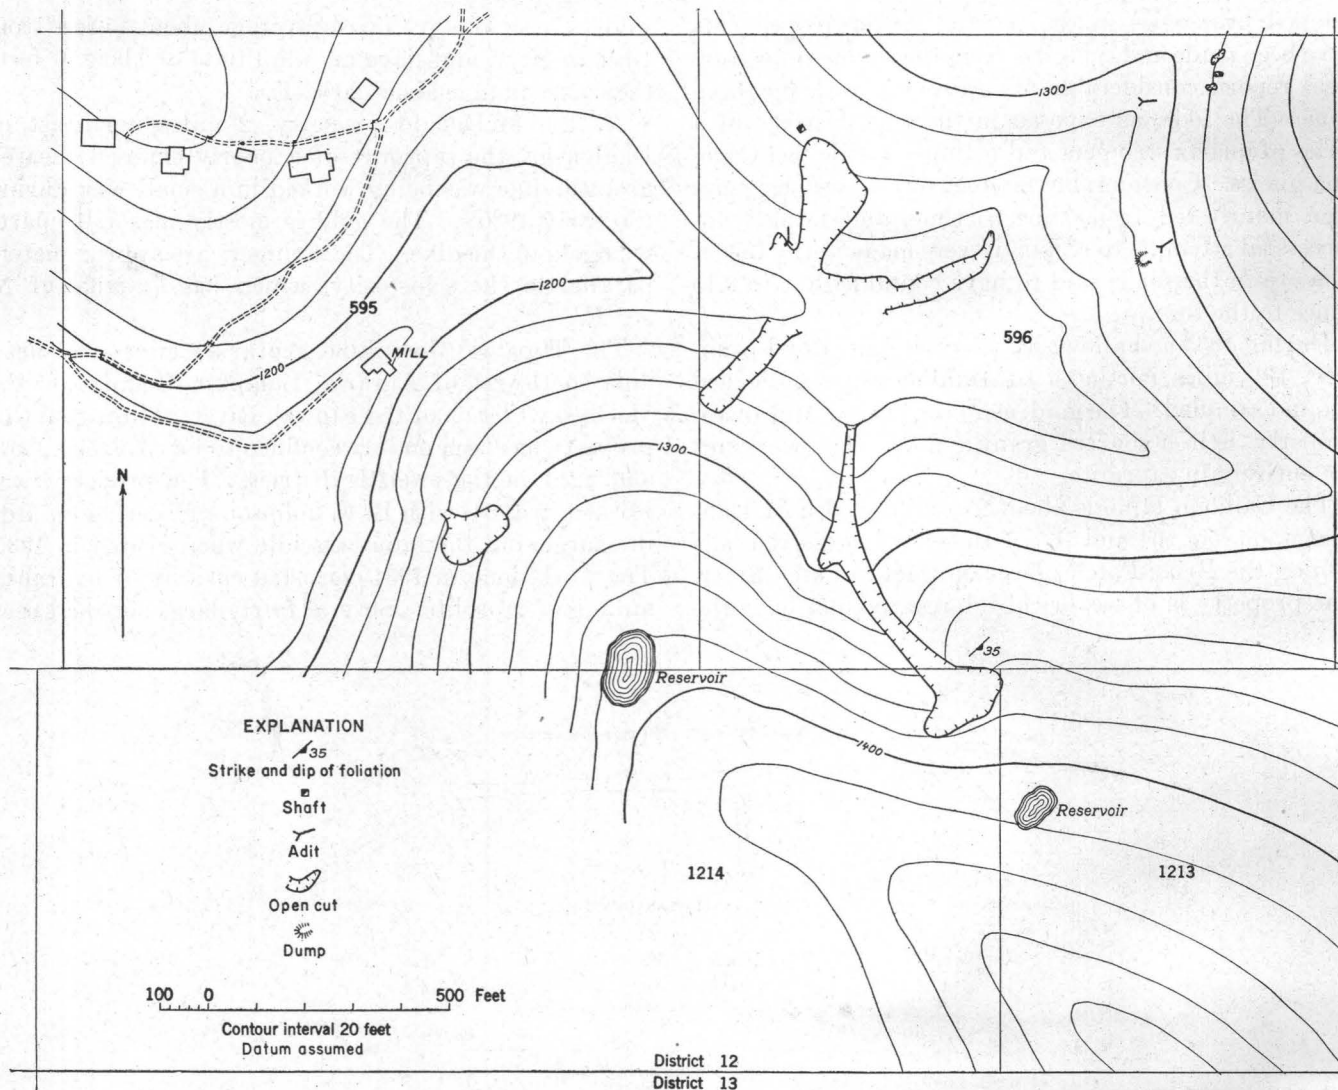 1300
595
1200
596
MILL
1200
1300
N
35
Reservoir
1400
EXPLANATION
35
Strike and dip of foliation
Shaft
Adit
Open cut
Dump
Reservoir
1214
1213
100 0 500 Feet
Contour interval 20 feet
Datum assumed
District 12
District 13